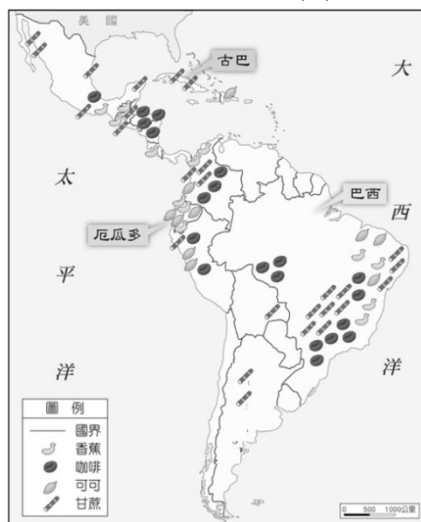 美國
古巴
大
太
巴西
西
厄瓜多
平
洋
洋
圖例
國界
香蕉
咖啡
可可
甘蔗
0 500 1000公里